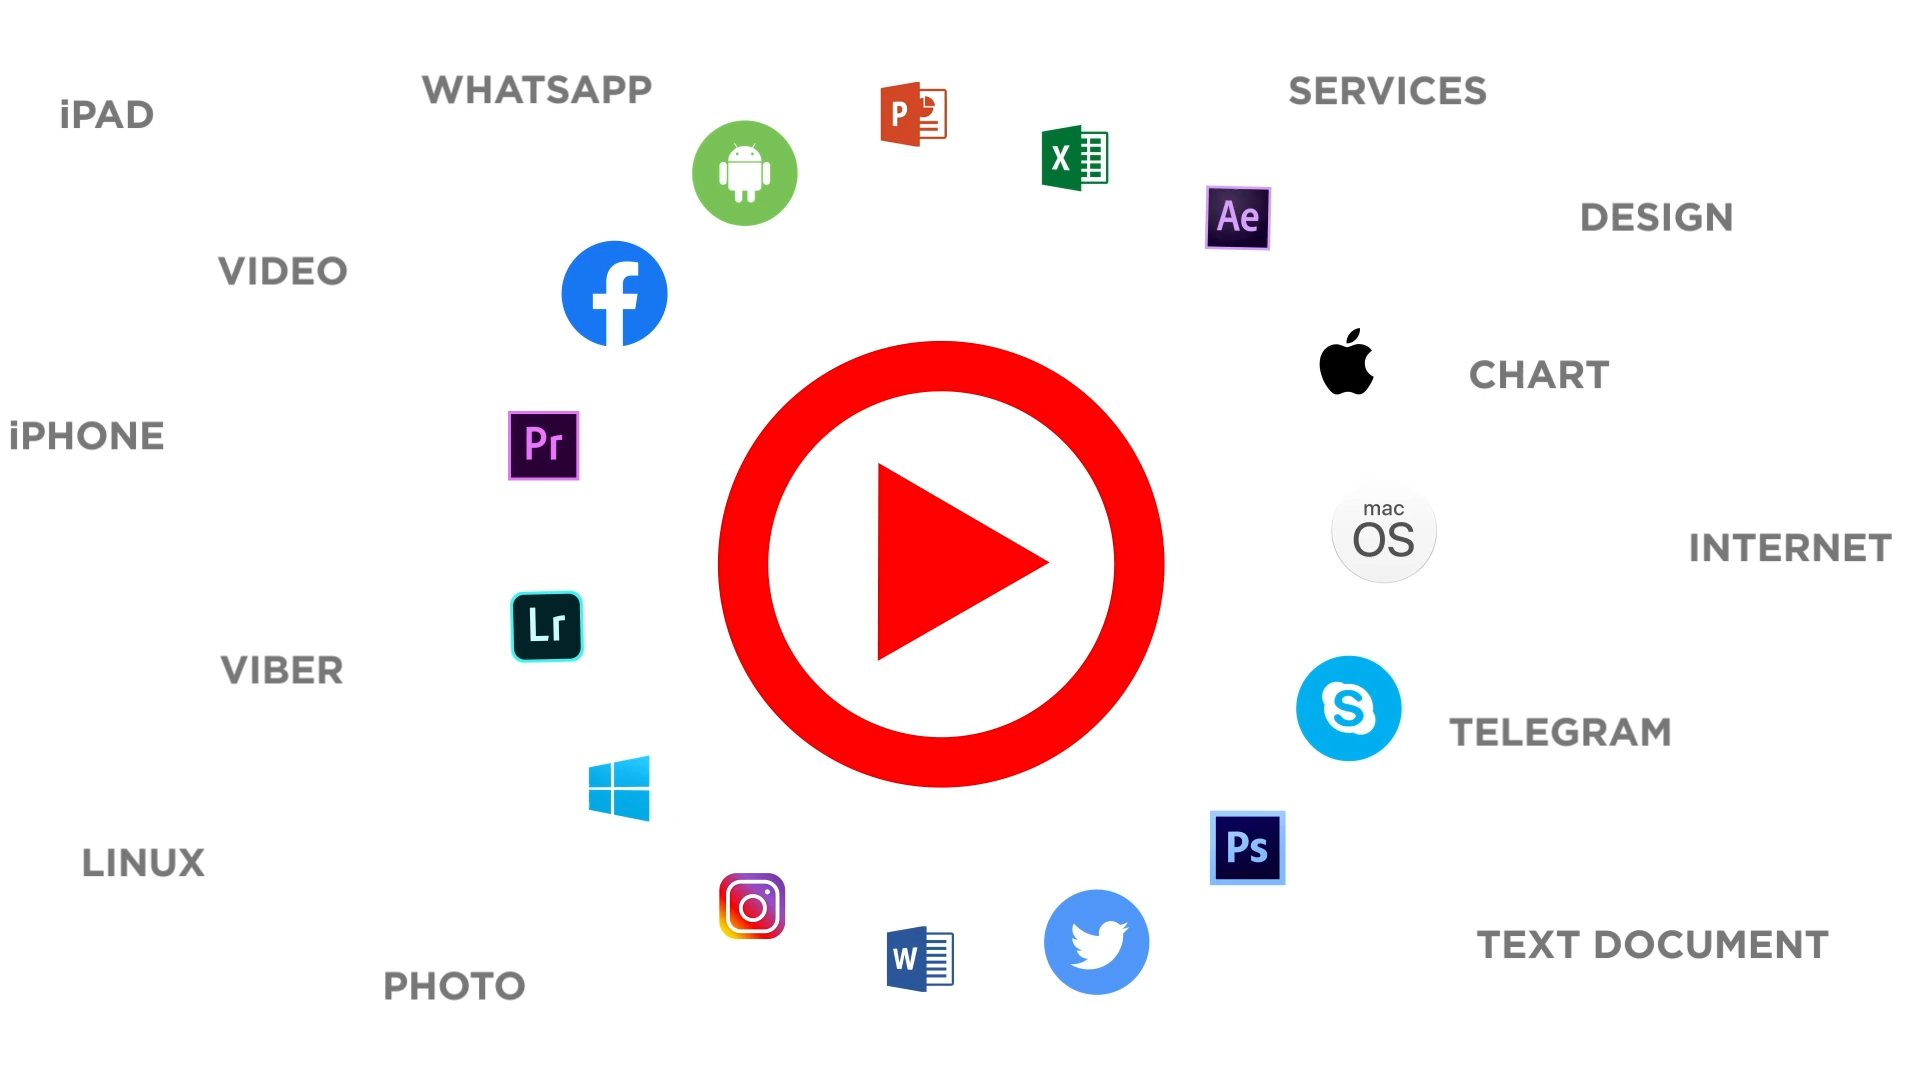 WHATSAPP
SERVICES
iPAD
P
X
Ae
DESIGN
VIDEO
f
CHART
iPHONE
Pr
mac
OS
INTERNET
Lr
VIBER
S
TELEGRAM
Ps
LINUX
W
TEXT DOCUMENT
PHOTO